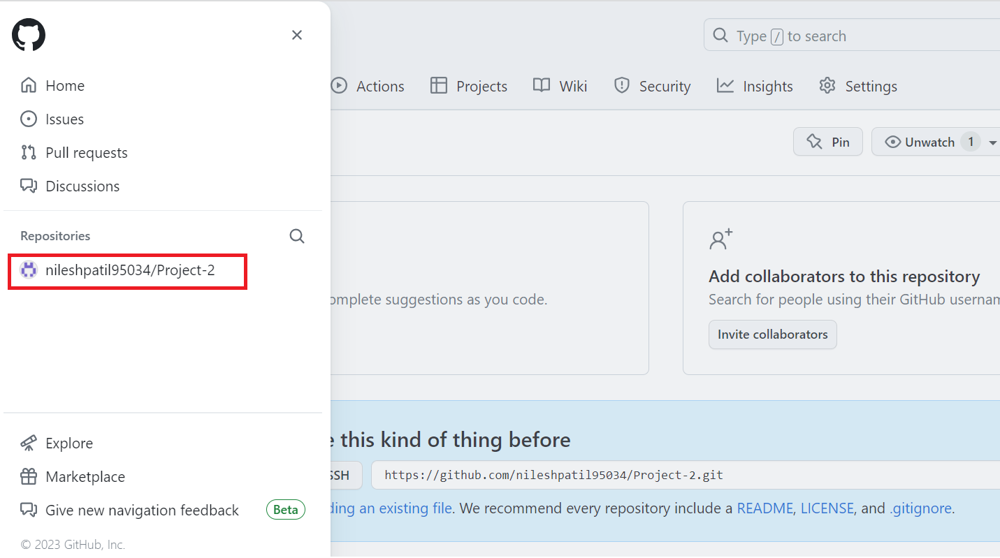 Home
Issues
Pull requests
Discussions
Repositories
nileshpatil95034/Project-2
Explore
Marketplace
Give new navigation feedback Beta
© 2023 GitHub, Inc.
Type / to search
Actions Projects Wiki Security Insights Settings
Pin Unwatch 1
omplete suggestions as you code.
Add collaborators to this repository
Search for people using their GitHub usernam
Invite collaborators
e this kind of thing before
SSH https://github.com/nileshpatil95034/Project-2.git
ding an existing file. We recommend every repository include a README, LICENSE, and .gitignore.